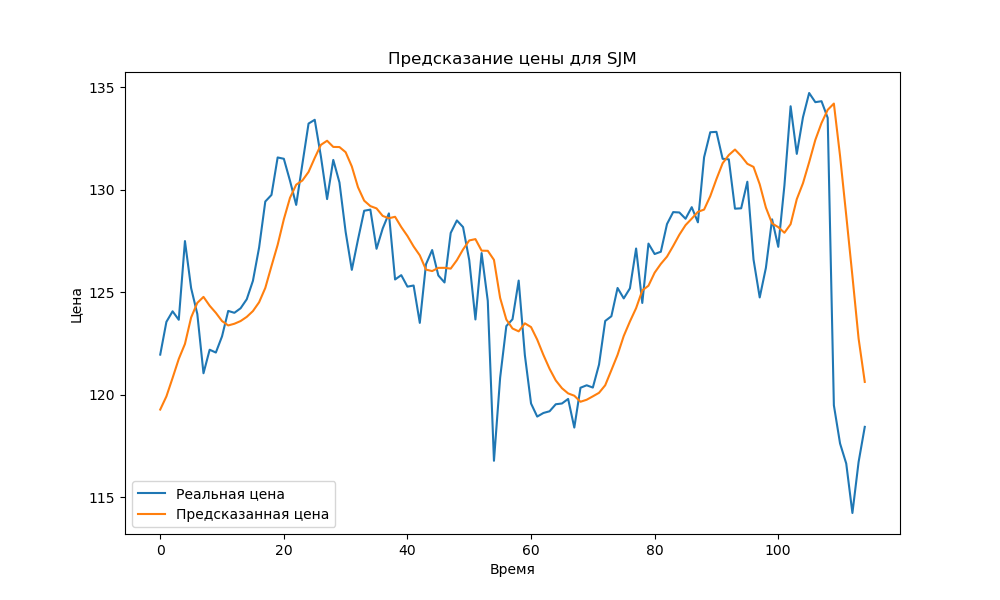 Предсказание цены для SJM
Цена
135
130
125
120
115
Реальная цена
Предсказанная цена
0 20 40 60 80 100
Время